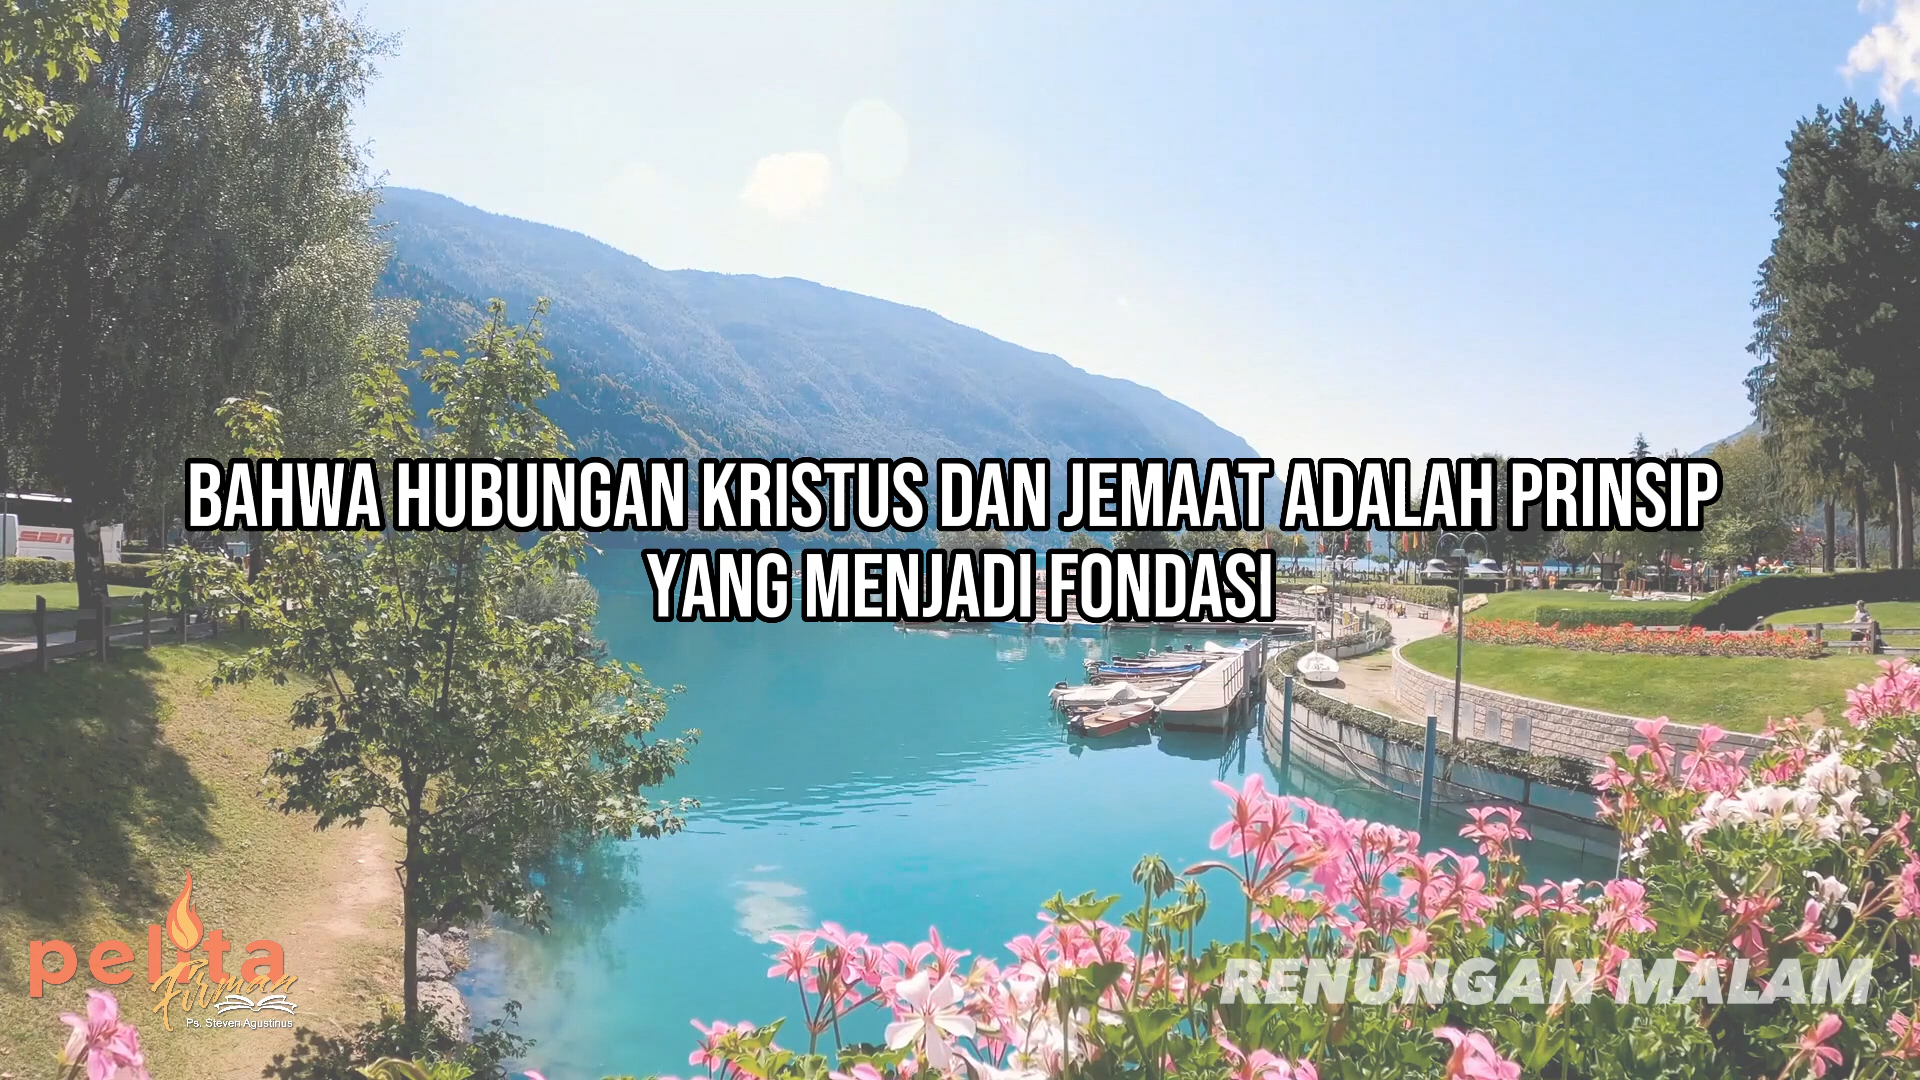 BAHWA HUBUNGAN KRISTUS DAN JEMAAT ADALAH PRINSIP
YANG MENJADI FONDASI
pelita
Firman
Ps. Steven Agustinus
RENUNGAN MALAM